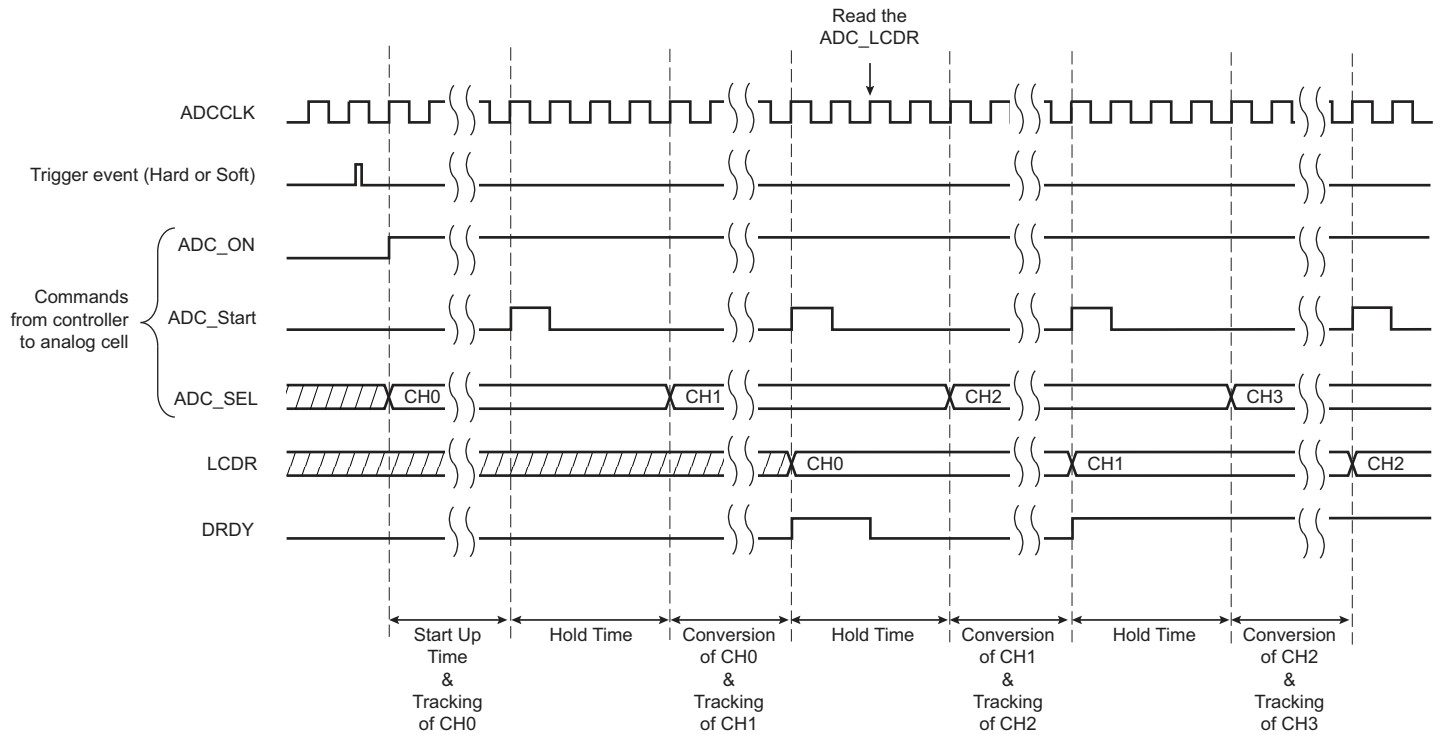 Read the
ADC_LCDR
ADCCLK
Trigger event (Hard or Soft)
ADC_ON
Commands
from controller
to analog cell
ADC_Start
ADC_SEL
CH0
CH1
CH2
CH3
LCDR
CH0
CH1
CH2
DRDY
Start Up
Time
&
Tracking
of CH0
Hold Time
Conversion
of CH0
&
Tracking
of CH1
Hold Time
Conversion
of CH1
&
Tracking
of CH2
Hold Time
Conversion
of CH2
&
Tracking
of CH3